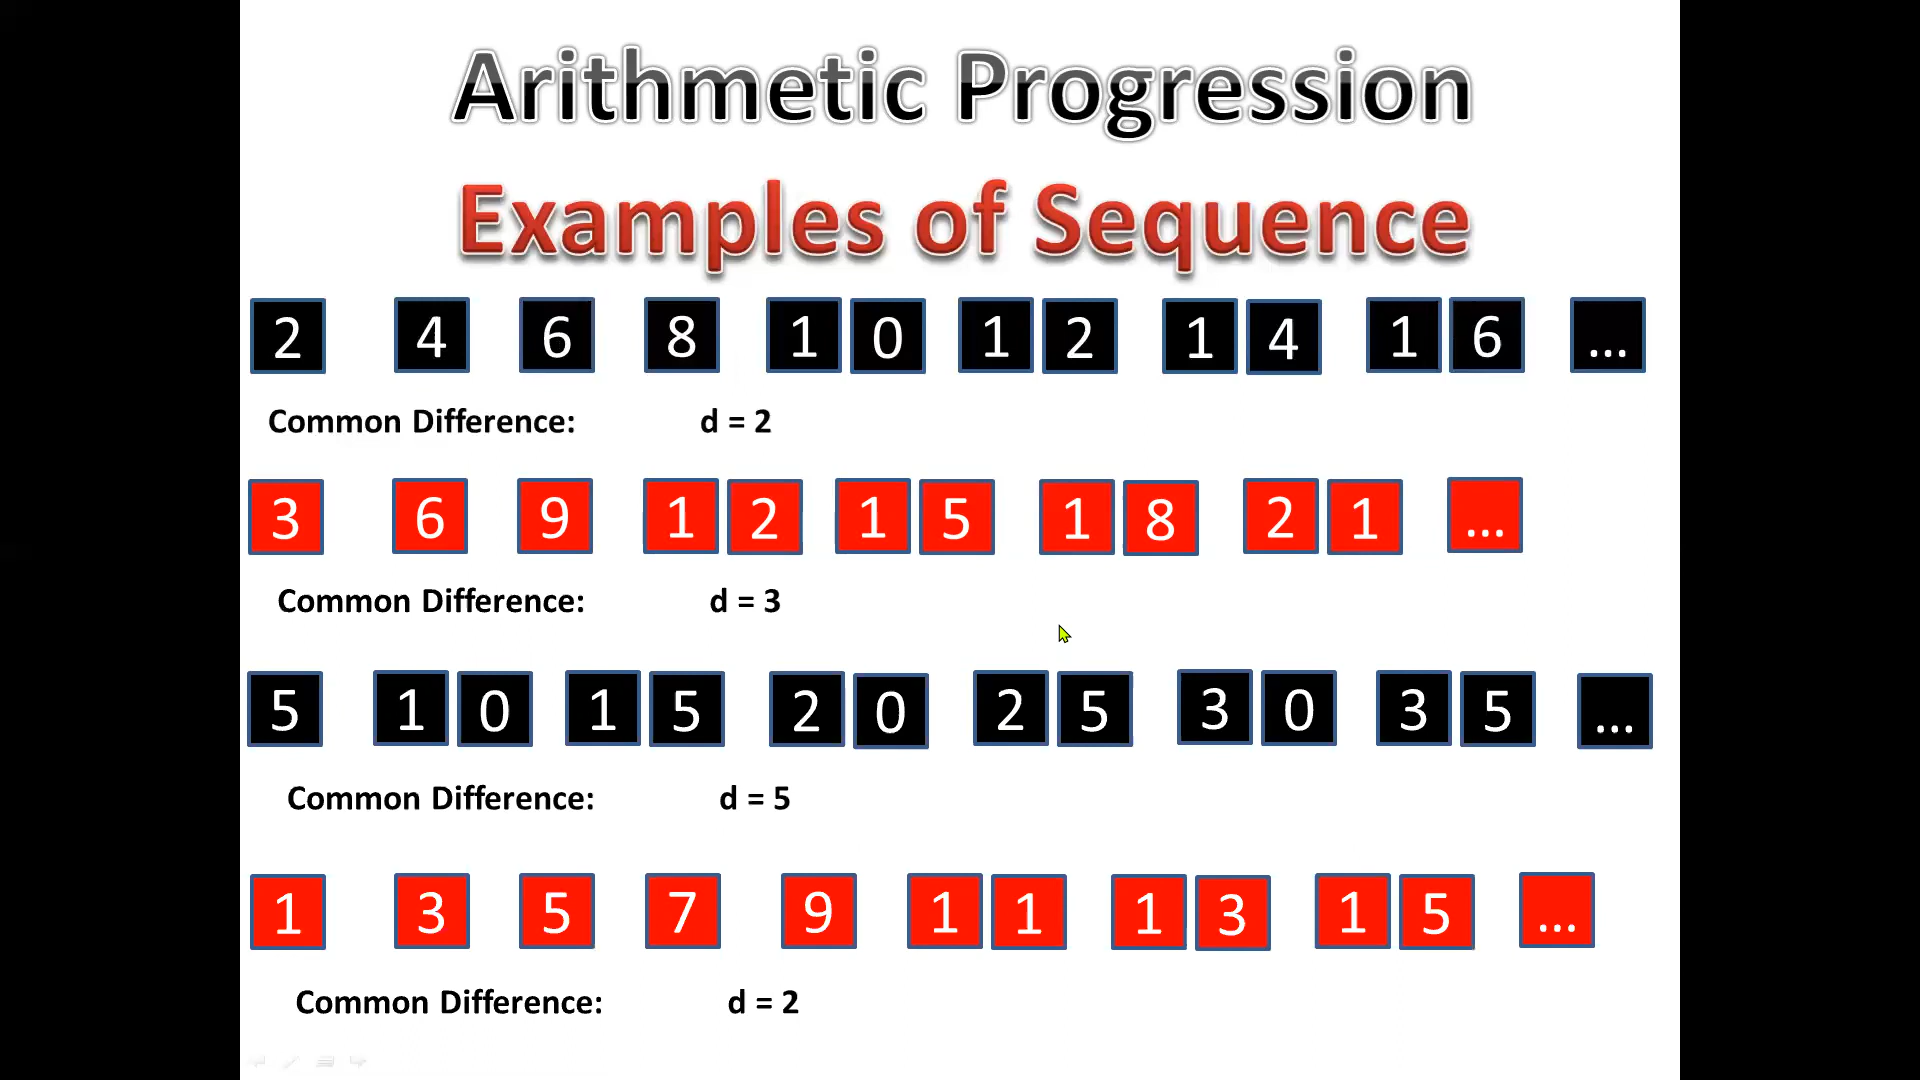 Arithmetic Progression
Examples of Sequence
2 4 6 8 10 12 14 16 ...
Common Difference: d = 2
3 6 9 12 15 18 21 ...
Common Difference: d = 3
5 10 15 20 25 30 35 ...
Common Difference: d = 5
1 3 5 7 9 11 13 15 ...
Common Difference: d = 2